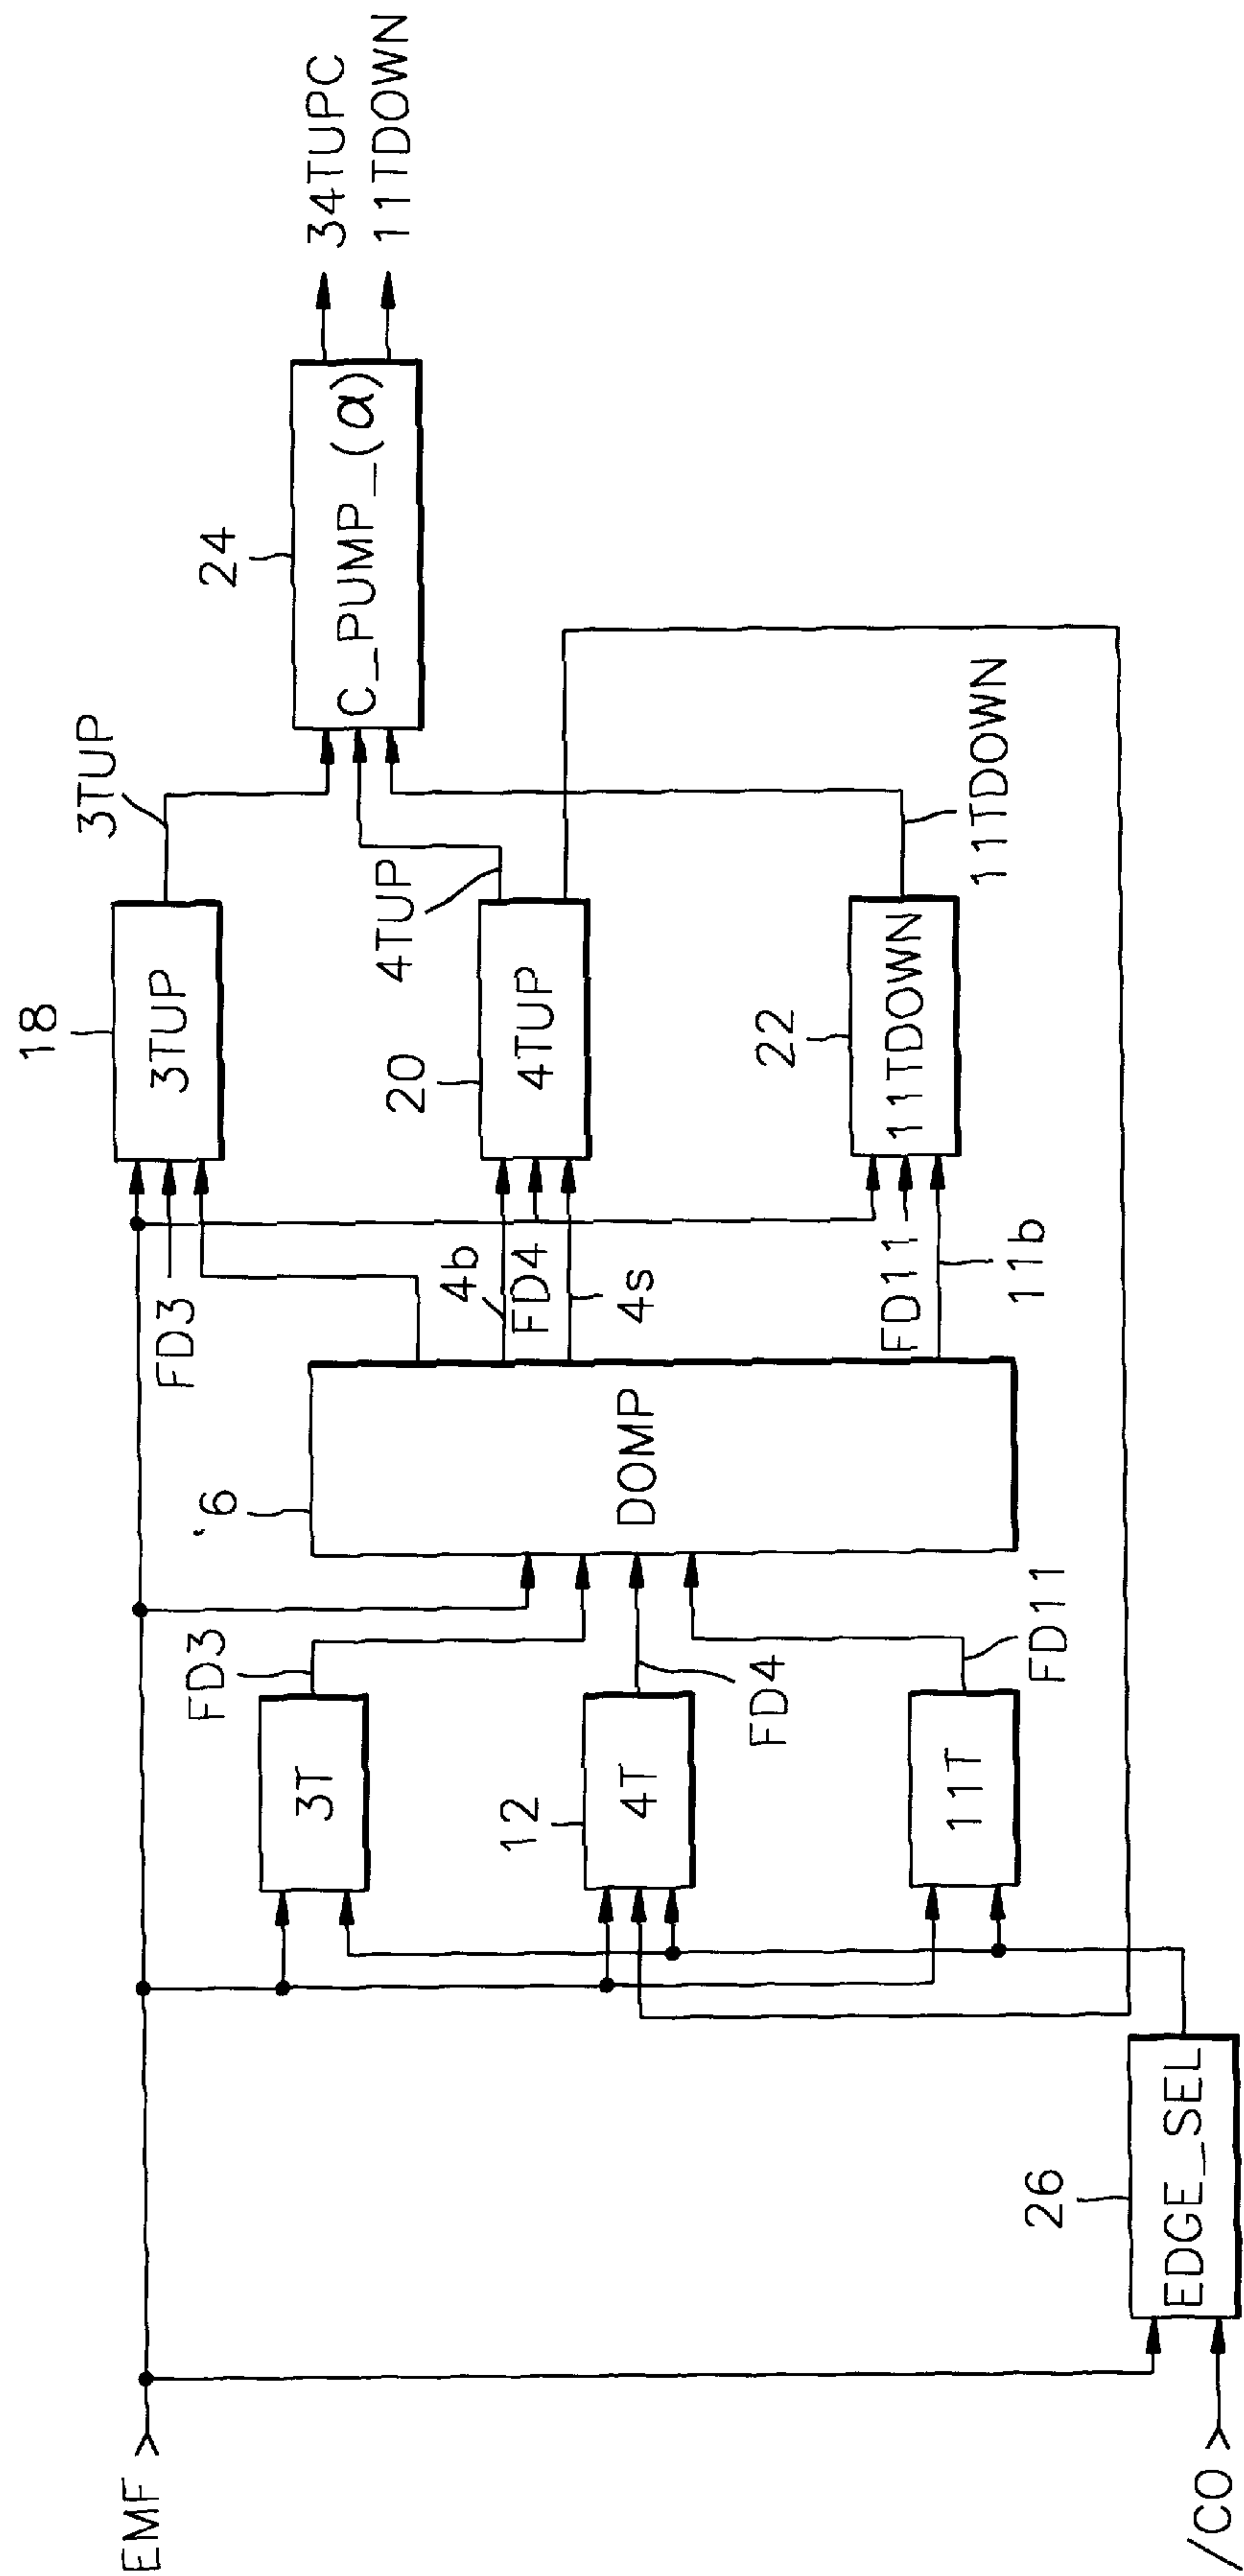 EMF
/CO
26
EDGE_SEL
3T
FD3
12
4T
FD4
11T
FD11
6
DOMP
FD3
4b
FD4
4s
FD11
11b
18
3TUP
3TUP
20
4TUP
4TUP
22
11TDOWN
11TDOWN
24
C_PUMP_(α)
34TUPC
11TDOWN